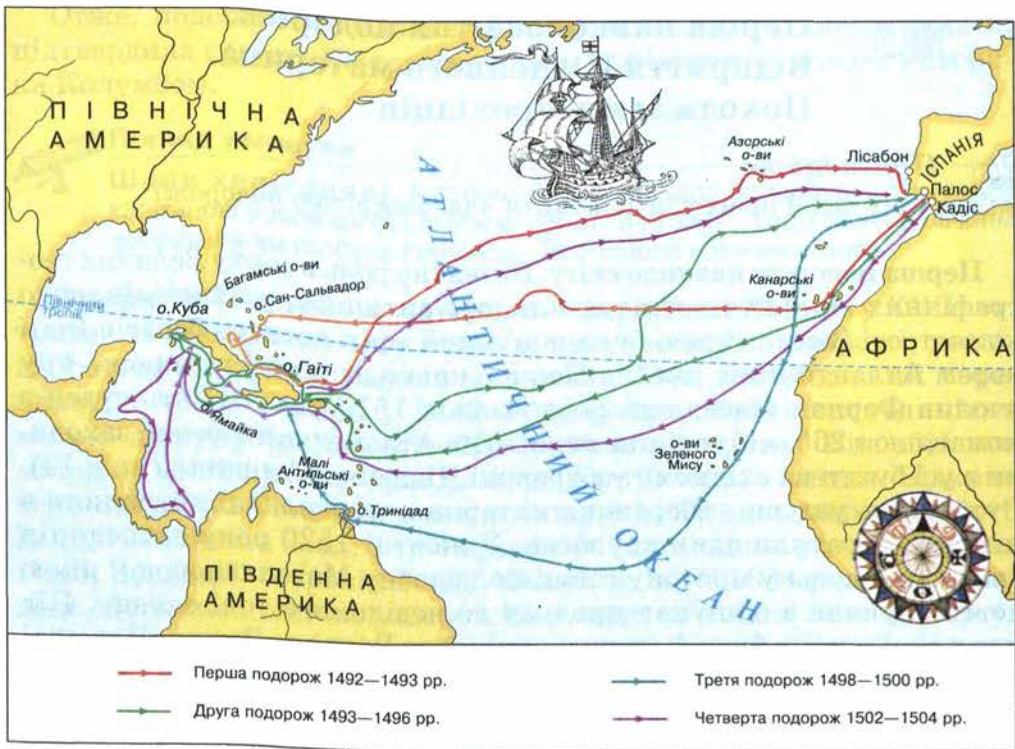 ПІВНІЧНА
АМЕРИКА
Азорські
о-ви
Лісабон
ІСПАНІЯ
Палос
Кадіс
АТЛАНТИЧНИЙ ОКЕАН
Багамські о-ви
о.Сан-Сальвадор
Канарські
о-ви
Північний
тропік
о.Куба
о.Гаїті
АФРИКА
о.Ямайка
о-ви
Зеленого
Мису
Малі
Антильські
о-ви
о.Тринідад
ПІВДЕННА
АМЕРИКА
Перша подорож 1492—1493 рр.
Третя подорож 1498—1500 рр.
Друга подорож 1493—1496 рр.
Четверта подорож 1502—1504 рр.